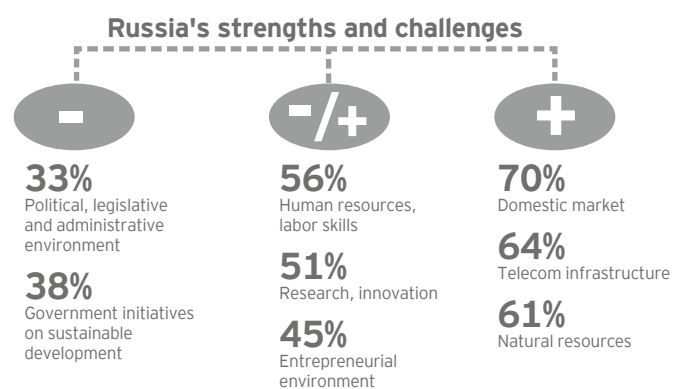 Russia's strengths and challenges
-
33%
Political, legislative
and administrative
environment
38%
Government initiatives
on sustainable
development
-/+
56%
Human resources,
labor skills
51%
Research, innovation
45%
Entrepreneurial
environment
+
70%
Domestic market
64%
Telecom infrastructure
61%
Natural resources